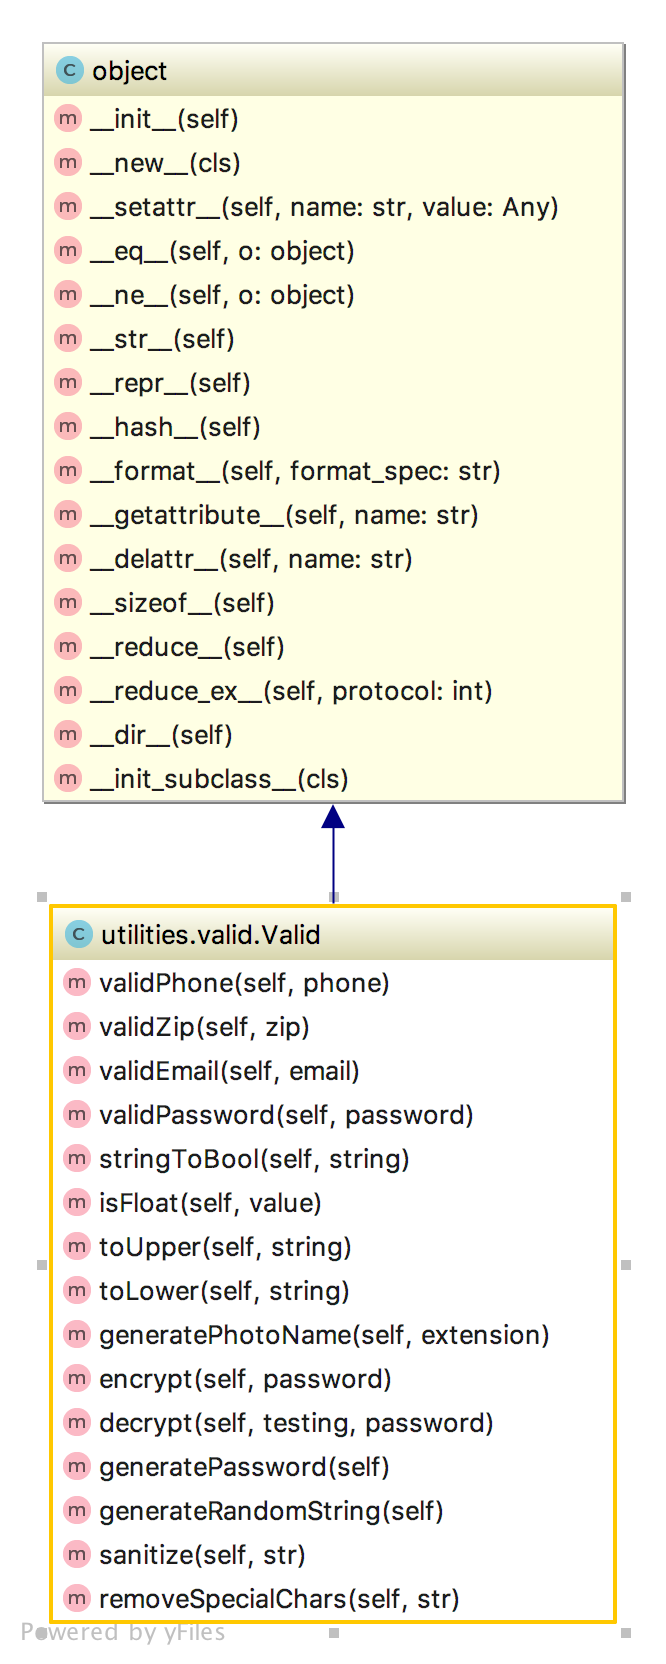 C object
m __init__(self)
m __new__(cls)
m __setattr__(self, name: str, value: Any)
m __eq__(self, o: object)
m __ne__(self, o: object)
m __str__(self)
m __repr__(self)
m __hash__(self)
m __format__(self, format_spec: str)
m __getattribute__(self, name: str)
m __delattr__(self, name: str)
m __sizeof__(self)
m __reduce__(self)
m __reduce_ex__(self, protocol: int)
m __dir__(self)
m __init_subclass__(cls)
C utilities.valid.Valid
m validPhone(self, phone)
m validZip(self, zip)
m validEmail(self, email)
m validPassword(self, password)
m stringToBool(self, string)
m isFloat(self, value)
m toUpper(self, string)
m toLower(self, string)
m generatePhotoName(self, extension)
m encrypt(self, password)
m decrypt(self, testing, password)
m generatePassword(self)
m generateRandomString(self)
m sanitize(self, str)
m removeSpecialChars(self, str)
Powered by yFiles